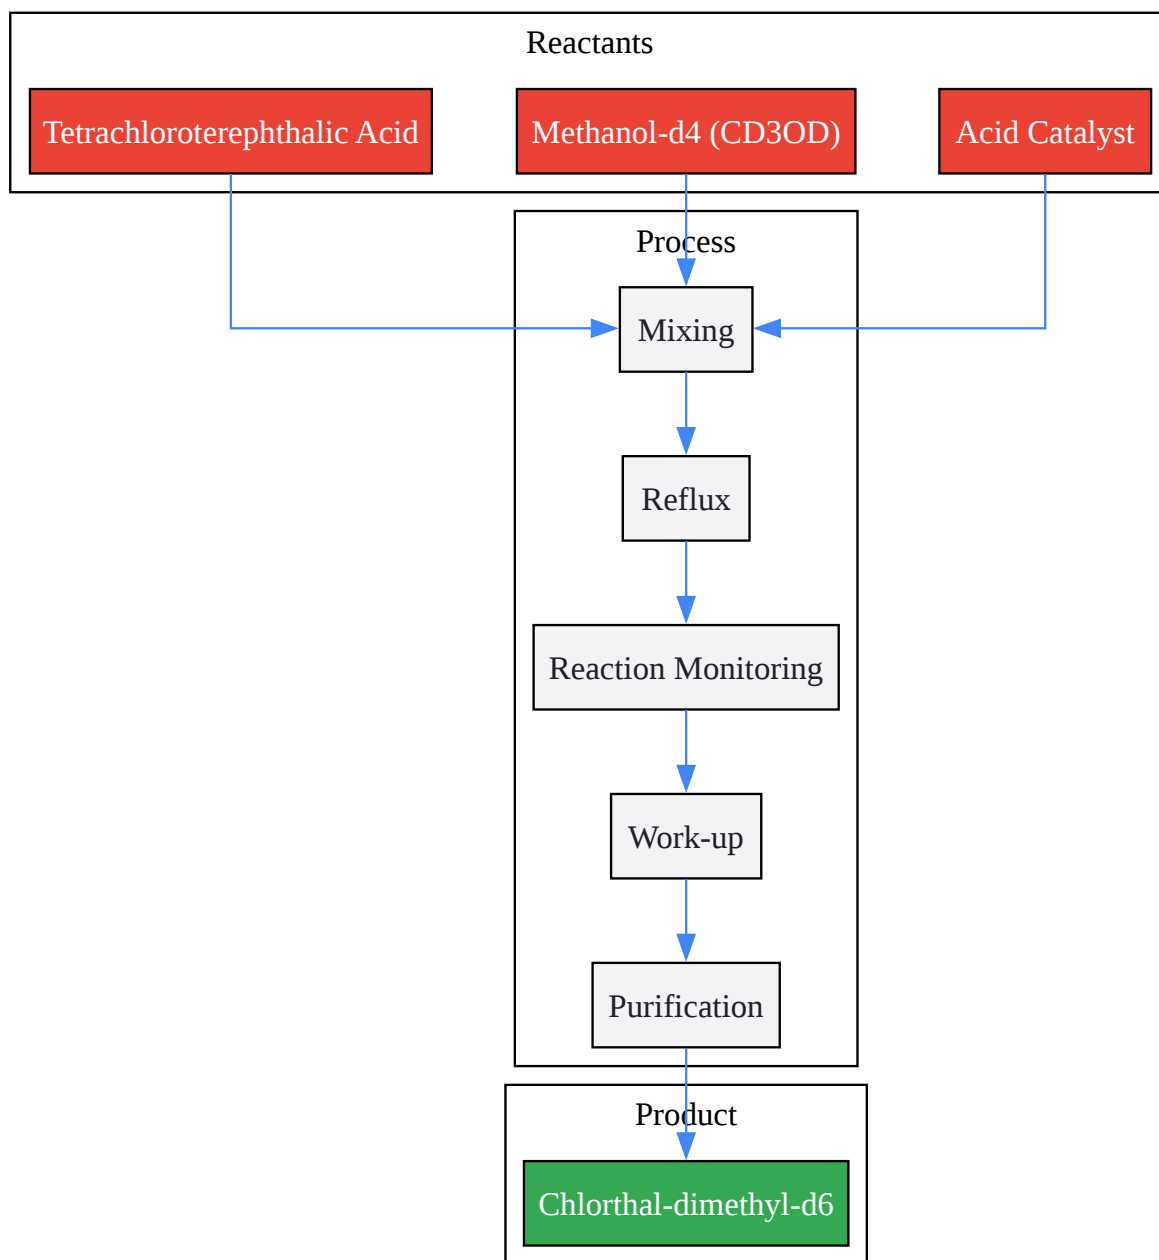 Reactants
Tetrachloroterephthalic Acid
Methanol-d4 (CD3OD)
Acid Catalyst
Process
Mixing
Reflux
Reaction Monitoring
Work-up
Purification
Product
Chlorthal-dimethyl-d6